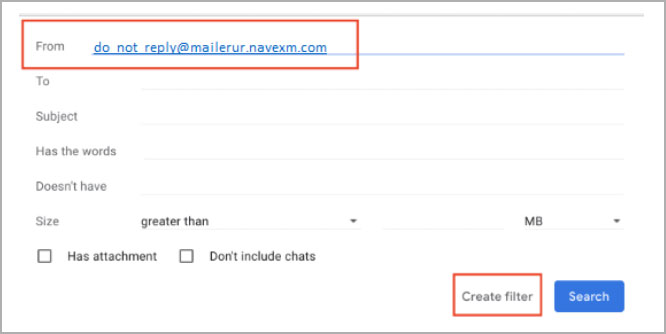 From do_not_reply@mailerur.navexm.com
To
Subject
Has the words
Doesn't have
Size greater than MB
Has attachment Don't include chats
Create filter Search